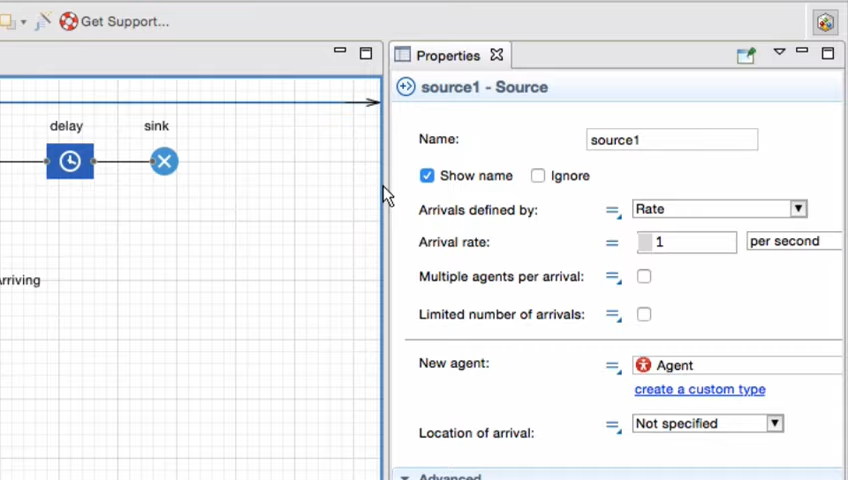 Get Support...
Properties
source1 - Source
delay
sink
Name:
source1
Show name
Ignore
Arrivals defined by:
Rate
Arrival rate:
1
per second
rriving
Multiple agents per arrival:
Limited number of arrivals:
New agent:
Agent
create a custom type
Location of arrival:
Not specified
Advanced